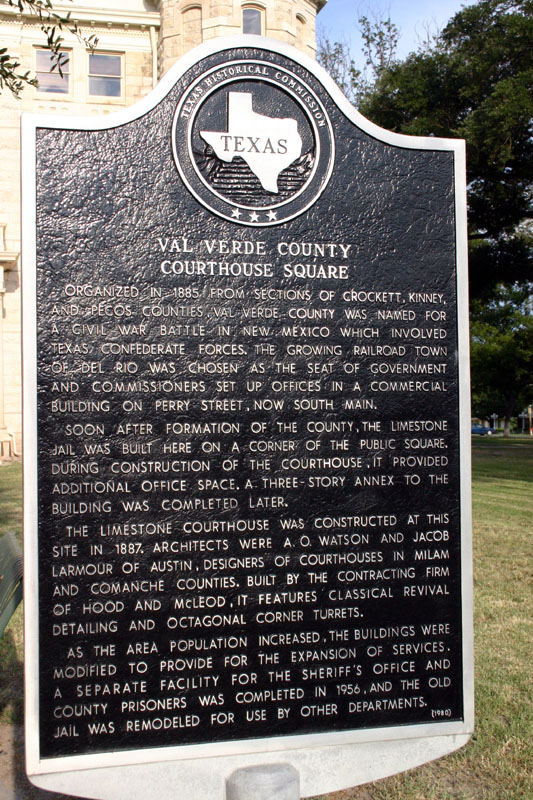 TEXAS HISTORICAL COMMISSION
TEXAS
VAL VERDE COUNTY
COURTHOUSE SQUARE
ORGANIZED IN 1885 FROM SECTIONS OF CROCKETT, KINNEY,
AND PECOS COUNTIES, VAL VERDE COUNTY WAS NAMED FOR
A CIVIL WAR BATTLE IN NEW MEXICO WHICH INVOLVED
TEXAS CONFEDERATE FORCES. THE GROWING RAILROAD TOWN
OF DEL RIO WAS CHOSEN AS THE SEAT OF GOVERNMENT
AND COMMISSIONERS SET UP OFFICES IN A COMMERCIAL
BUILDING ON PERRY STREET, NOW SOUTH MAIN.
SOON AFTER FORMATION OF THE COUNTY, THE LIMESTONE
JAIL WAS BUILT HERE ON A CORNER OF THE PUBLIC SQUARE.
DURING CONSTRUCTION OF THE COURTHOUSE, IT PROVIDED
ADDITIONAL OFFICE SPACE. A THREE-STORY ANNEX TO THE
BUILDING WAS COMPLETED LATER.
THE LIMESTONE COURTHOUSE WAS CONSTRUCTED AT THIS
SITE IN 1887. ARCHITECTS WERE A. O. WATSON AND JACOB
LARMOUR OF AUSTIN, DESIGNERS OF COURTHOUSES IN MILAM
AND COMANCHE COUNTIES. BUILT BY THE CONTRACTING FIRM
OF HOOD AND McLEOD, IT FEATURES CLASSICAL REVIVAL
DETAILING AND OCTAGONAL CORNER TURRETS.
AS THE AREA POPULATION INCREASED, THE BUILDINGS WERE
MODIFIED TO PROVIDE FOR THE EXPANSION OF SERVICES.
A SEPARATE FACILITY FOR THE SHERIFF'S OFFICE AND
COUNTY PRISONERS WAS COMPLETED IN 1956, AND THE OLD
JAIL WAS REMODELED FOR USE BY OTHER DEPARTMENTS.
(1980)